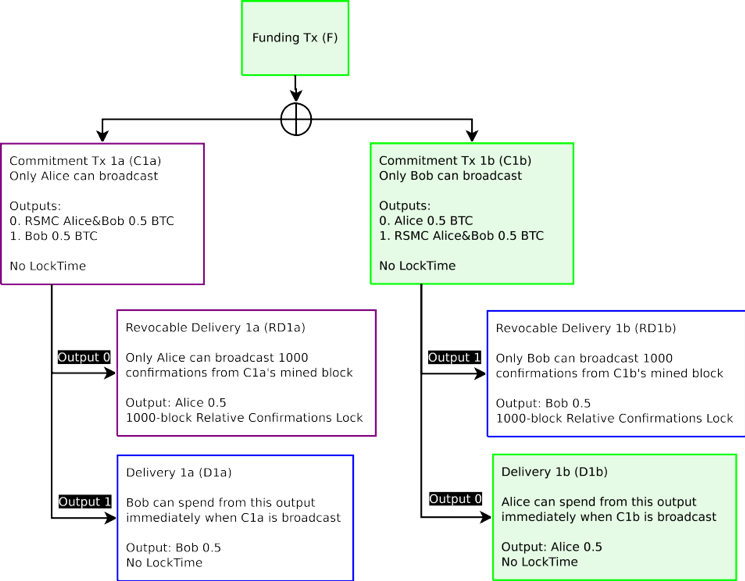 Funding Tx (F)
Commitment Tx 1a (C1a)
Only Alice can broadcast
Outputs:
0. RSMC Alice&Bob 0.5 BTC
1. Bob 0.5 BTC
No LockTime
Commitment Tx 1b (C1b)
Only Bob can broadcast
Outputs:
0. Alice 0.5 BTC
1. RSMC Alice&Bob 0.5 BTC
No LockTime
Output 0
Revocable Delivery 1a (RD1a)
Only Alice can broadcast 1000
confirmations from C1a's mined block
Output: Alice 0.5
1000-block Relative Confirmations Lock
Output 1
Revocable Delivery 1b (RD1b)
Only Bob can broadcast 1000
confirmations from C1b's mined block
Output: Bob 0.5
1000-block Relative Confirmations Lock
Output 1
Delivery 1a (D1a)
Bob can spend from this output
immediately when C1a is broadcast
Output: Bob 0.5
No LockTime
Output 0
Delivery 1b (D1b)
Alice can spend from this output
immediately when C1b is broadcast
Output: Alice 0.5
No LockTime